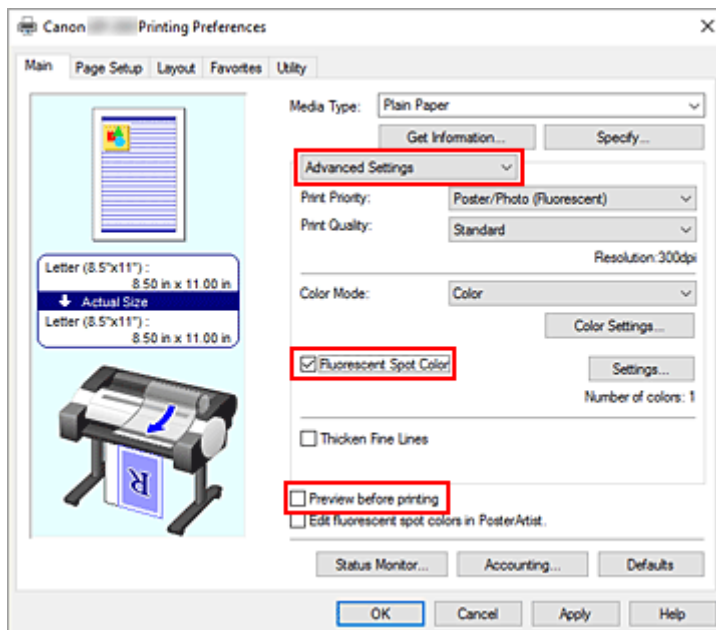 Canon Printing Preferences
Main Page Setup Layout Favorites Utility
Media Type: Plain Paper
Get Information... Specify...
Advanced Settings
Print Priority: Poster/Photo (Fluorescent)
Print Quality: Standard
Resolution:300dpi
Letter (8.5"x11") :
8.50 in x 11.00 in
Actual Size
Letter (8.5"x11") :
8.50 in x 11.00 in
Color Mode: Color
Color Settings...
Fluorescent Spot Color Settings...
Number of colors: 1
Thicken Fine Lines
R
Preview before printing
Edit fluorescent spot colors in PosterArtist.
Status Monitor... Accounting... Defaults
OK Cancel Apply Help